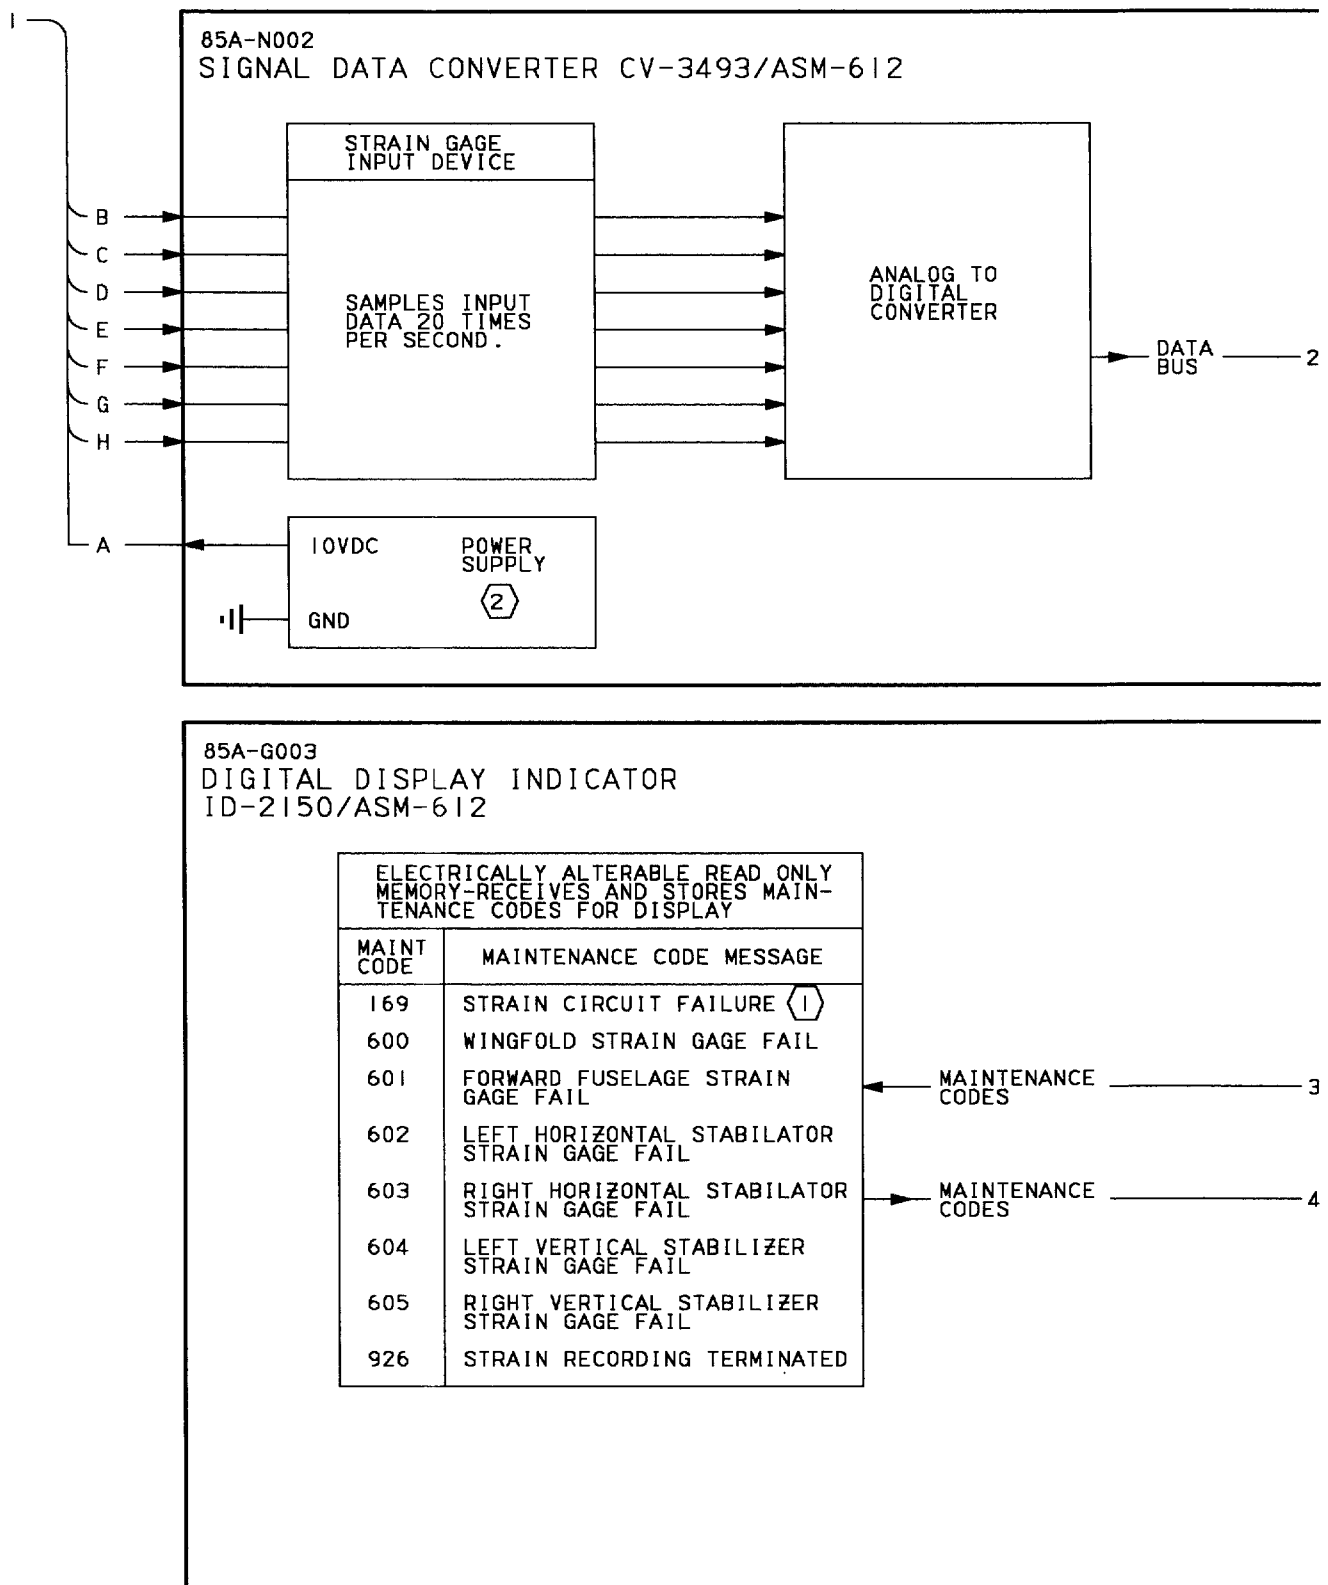 1
85A-N002
SIGNAL DATA CONVERTER CV-3493/ASM-612
STRAIN GAGE
INPUT DEVICE
B
C
D
E
F
G
H
SAMPLES INPUT
DATA 20 TIMES
PER SECOND.
ANALOG TO
DIGITAL
CONVERTER
DATA
BUS
2
A
10VDC
POWER
SUPPLY
2
GND
85A-G003
DIGITAL DISPLAY INDICATOR
ID-2150/ASM-612
ELECTRICALLY ALTERABLE READ ONLY
MEMORY-RECEIVES AND STORES MAIN-
TENANCE CODES FOR DISPLAY
MAINT
CODE
MAINTENANCE CODE MESSAGE
169 STRAIN CIRCUIT FAILURE 1
600 WINGFOLD STRAIN GAGE FAIL
601 FORWARD FUSELAGE STRAIN
GAGE FAIL
602 LEFT HORIZONTAL STABILATOR
STRAIN GAGE FAIL
603 RIGHT HORIZONTAL STABILATOR
STRAIN GAGE FAIL
604 LEFT VERTICAL STABILIZER
STRAIN GAGE FAIL
605 RIGHT VERTICAL STABILIZER
STRAIN GAGE FAIL
926 STRAIN RECORDING TERMINATED
MAINTENANCE
CODES
3
MAINTENANCE
CODES
4